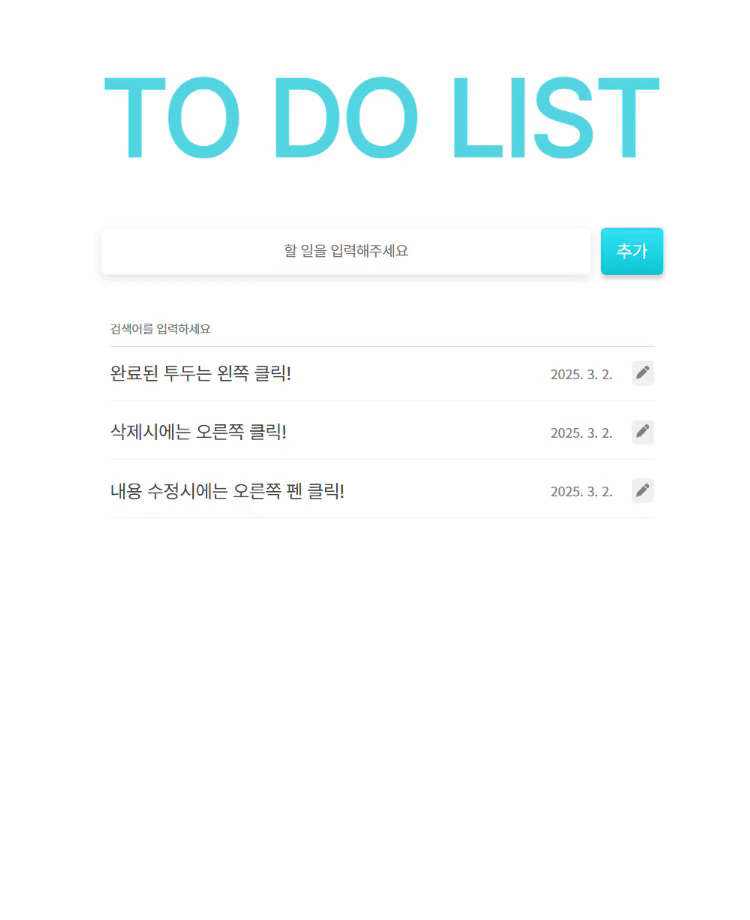 TO DO LIST
할 일을 입력해주세요 추가
검색어를 입력하세요
완료된 투두는 왼쪽 클릭! 2025. 3. 2.
삭제시에는 오른쪽 클릭! 2025. 3. 2.
내용 수정시에는 오른쪽 펜 클릭! 2025. 3. 2.